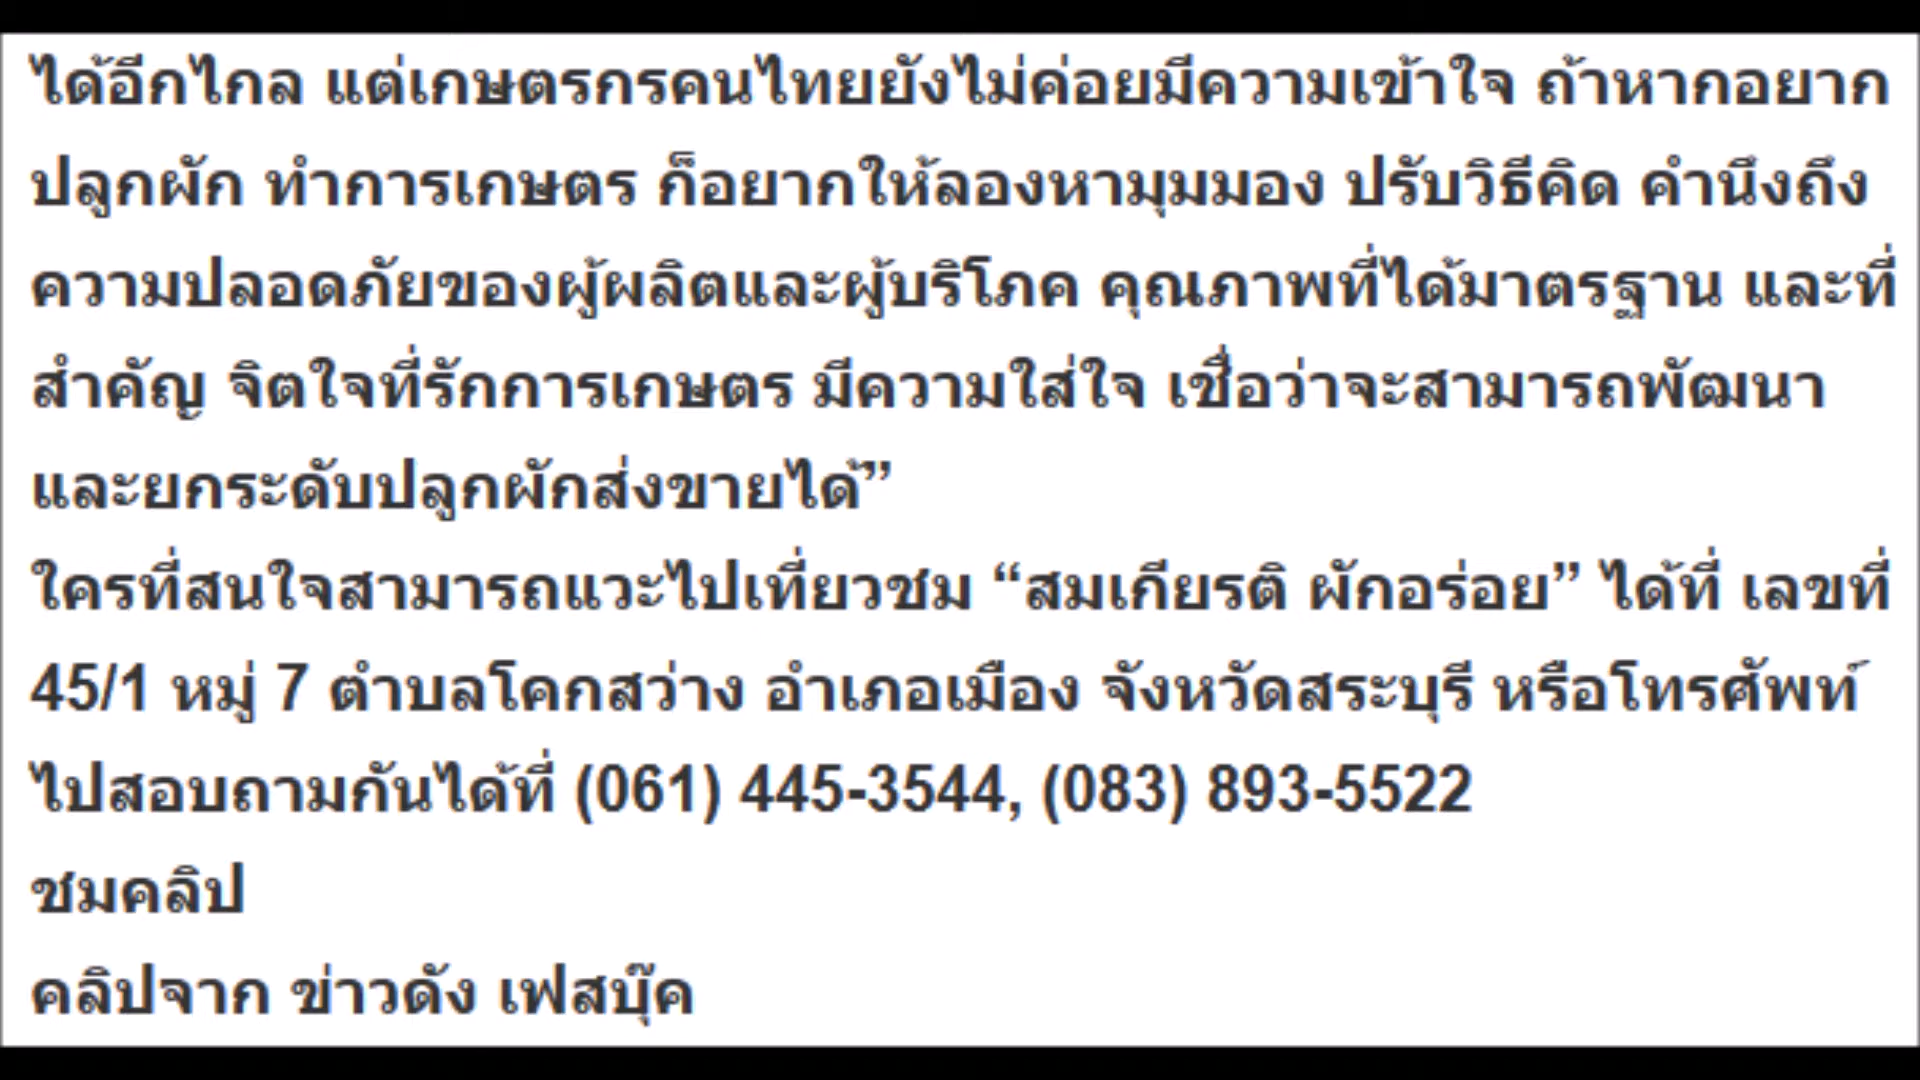 ได้อีกไกล แต่เกษตรกรคนไทยยังไม่ค่อยมีความเข้าใจ ถ้าหากอยาก
ปลูกผัก ทำการเกษตร ก็อยากให้ลองหามุมมอง ปรับวิธีคิด คำนึงถึง
ความปลอดภัยของผู้ผลิตและผู้บริโภค คุณภาพที่ได้มาตรฐาน และที่
สำคัญ จิตใจที่รักการเกษตร มีความใส่ใจ เชื่อว่าจะสามารถพัฒนา
และยกระดับปลูกผักส่งขายได้”
ใครที่สนใจสามารถแวะไปเที่ยวชม “สมเกียรติ ผักอร่อย” ได้ที่ เลขที่
45/1 หมู่ 7 ตำบลโคกสว่าง อำเภอเมือง จังหวัดสระบุรี หรือโทรศัพท์
ไปสอบถามกันได้ที่ (061) 445-3544, (083) 893-5522
ชมคลิป
คลิปจาก ข่าวดัง เฟสบุ๊ค